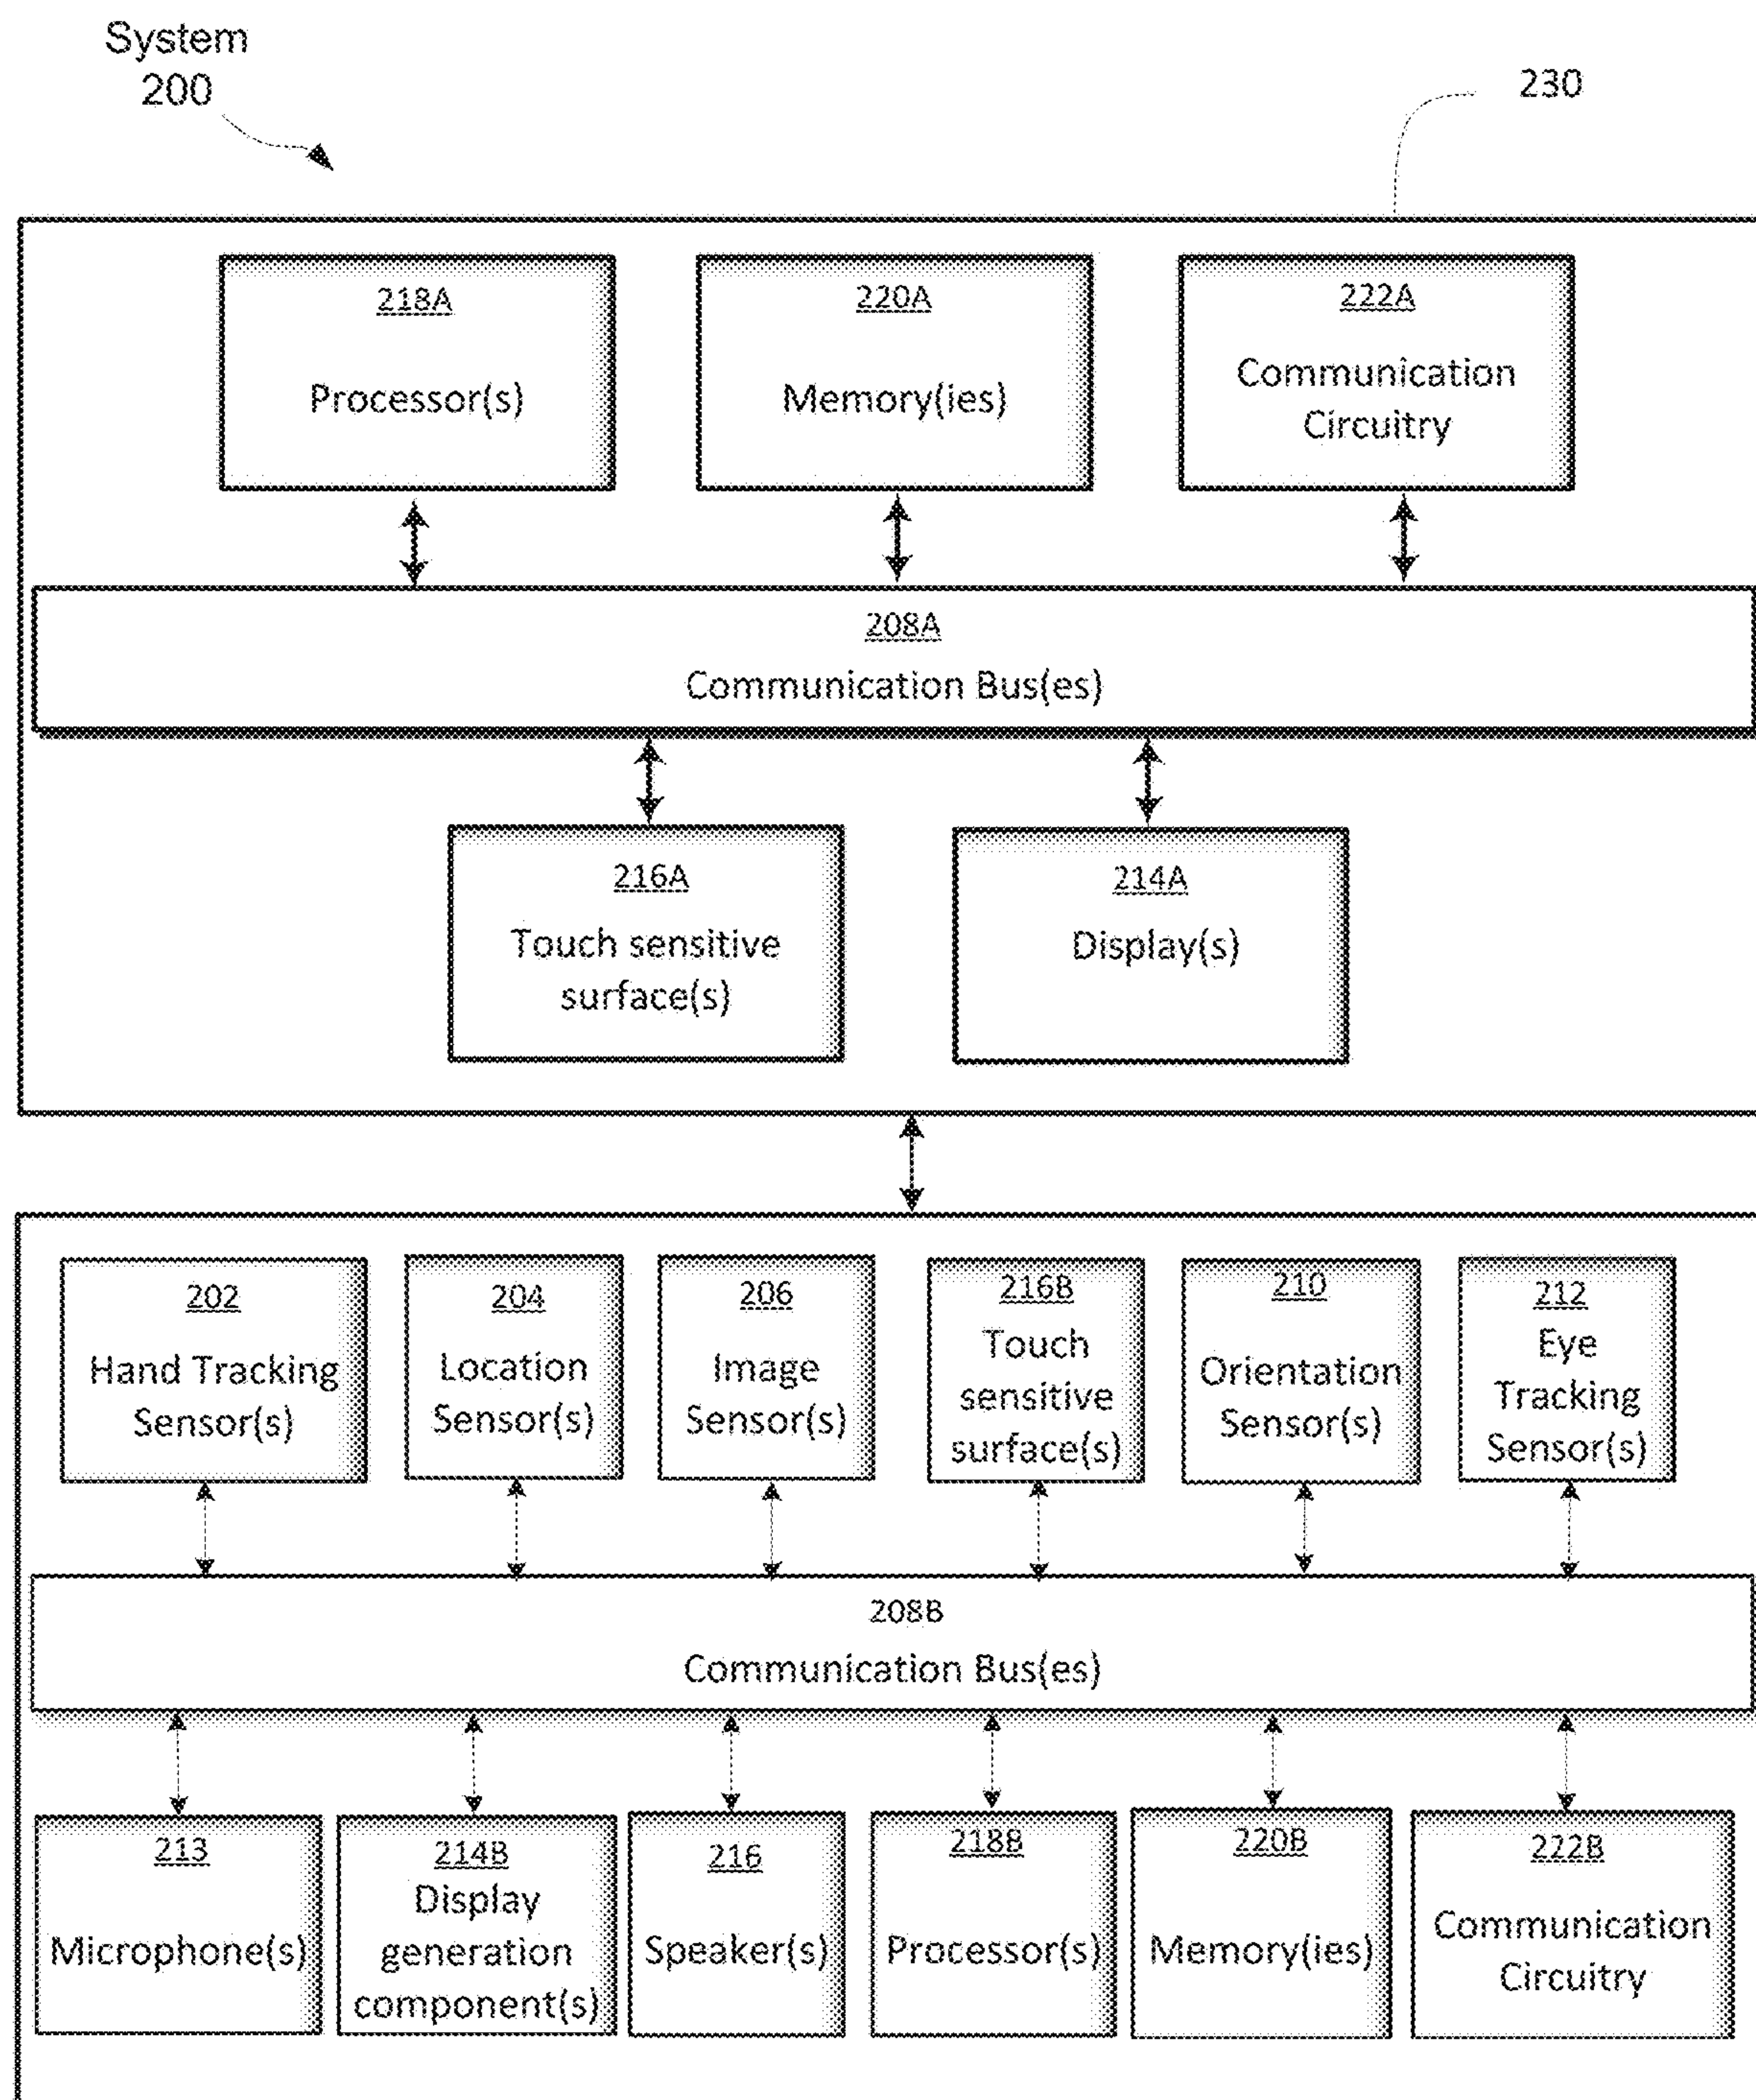 System
200
230
218A
Processor(s)
220A
Memory(ies)
222A
Communication
Circuitry
208A
Communication Bus(es)
216A
Touch sensitive
surface(s)
214A
Display(s)
202
Hand Tracking
Sensor(s)
204
Location
Sensor(s)
206
Image
Sensor(s)
216B
Touch
sensitive
surface(s)
210
Orientation
Sensor(s)
212
Eye
Tracking
Sensor(s)
208B
Communication Bus(es)
213
Microphone(s)
214B
Display
generation
component(s)
216
Speaker(s)
218B
Processor(s)
220B
Memory(ies)
222B
Communication
Circuitry